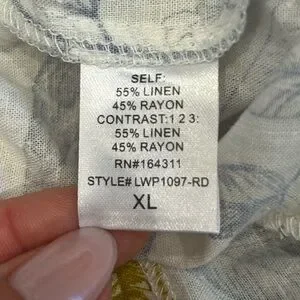 SELF:
55% LINEN
45% RAYON
CONTRAST:1 2 3:
55% LINEN
45% RAYON
RN#164311
STYLE# LWP1097-RD
XL